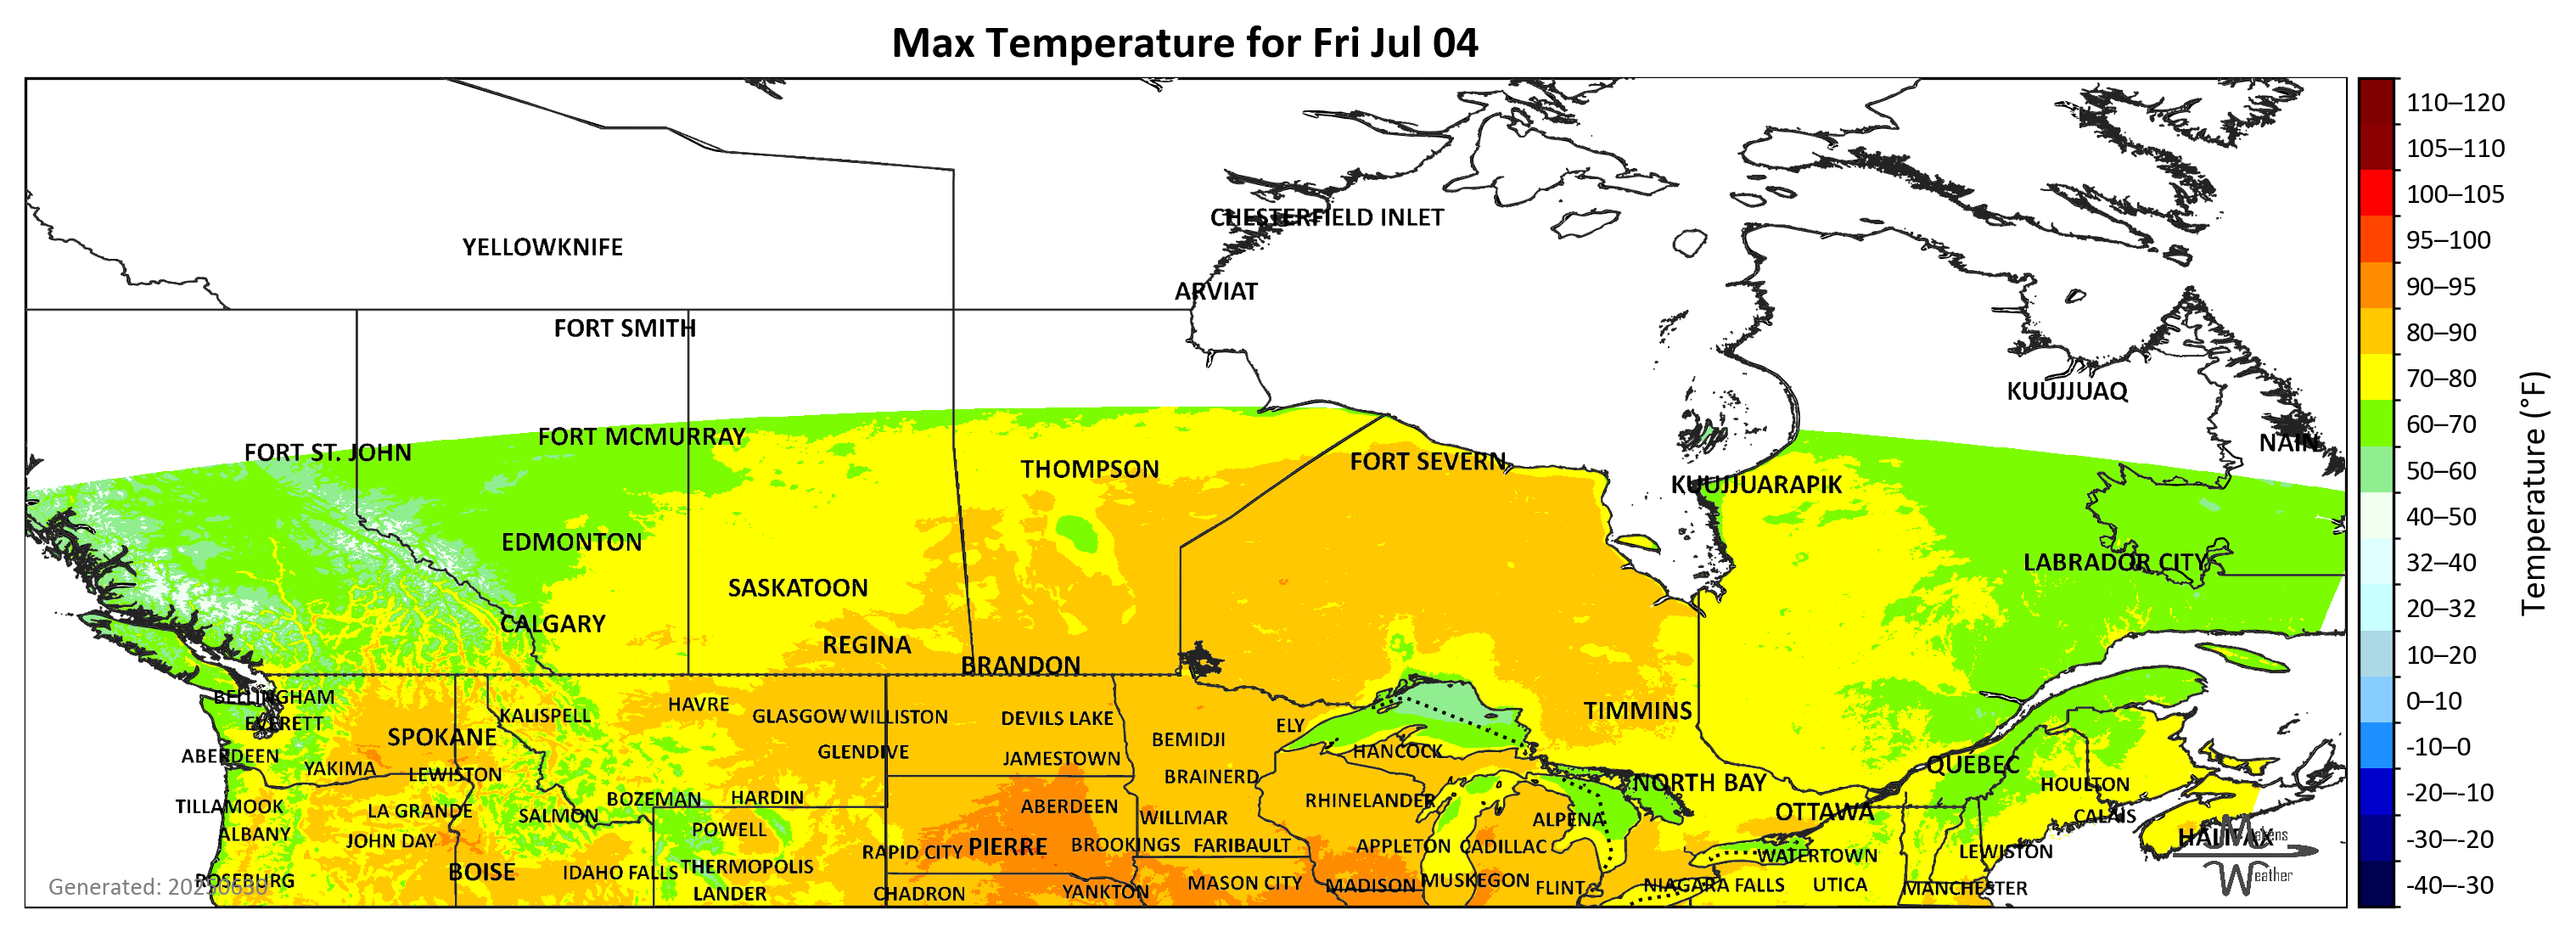 Max Temperature for Fri Jul 04
CHESTERFIELD INLET
YELLOWKNIFE
ARVIAT
FORT SMITH
KUUJJUAQ
FORT MCMURRAY
NAIN
FORT ST. JOHN
FORT SEVERN
THOMPSON
KUUJJUARAPIK
EDMONTON
LABRADOR CITY
SASKATOON
CALGARY
REGINA
BRANDON
BELLINGHAM
HAVRE
TIMMINS
KALISPELL
GLASGOW WILLISTON
DEVILS LAKE
EVERETT
ELY
SPOKANE
BEMIDJI
GLENDIVE
HANCOCK
ABERDEEN
JAMESTOWN
QUEBEC
YAKIMA
LEWISTON
BRAINERD
NORTH BAY
HOULTON
BOZEMAN
HARDIN
RHINELANDER
TILLAMOOK
ABERDEEN
LA GRANDE
OTTAWA
SALMON
CALAIS
WILLMAR
ALPENA
POWELL
ALBANY
HALIFAX
Matens
Weather
JOHN DAY
BROOKINGS
FARIBAULT
APPLETON
CADILLAC
PIERRE
RAPID CITY
LEWISTON
WATERTOWN
THERMOPOLIS
BOISE
IDAHO FALLS
ROSEBURG
MUSKEGON
MASON CITY
MADISON
NIAGARA FALLS
UTICA
FLINT
MANCHESTER
YANKTON
LANDER
CHADRON
Generated: 20250630
110–120
105–110
100–105
95–100
90–95
80–90
70–80
60–70
50–60
40–50
32–40
20–32
10–20
0–10
-10–0
-20–-10
-30–-20
-40–-30
Temperature (°F)